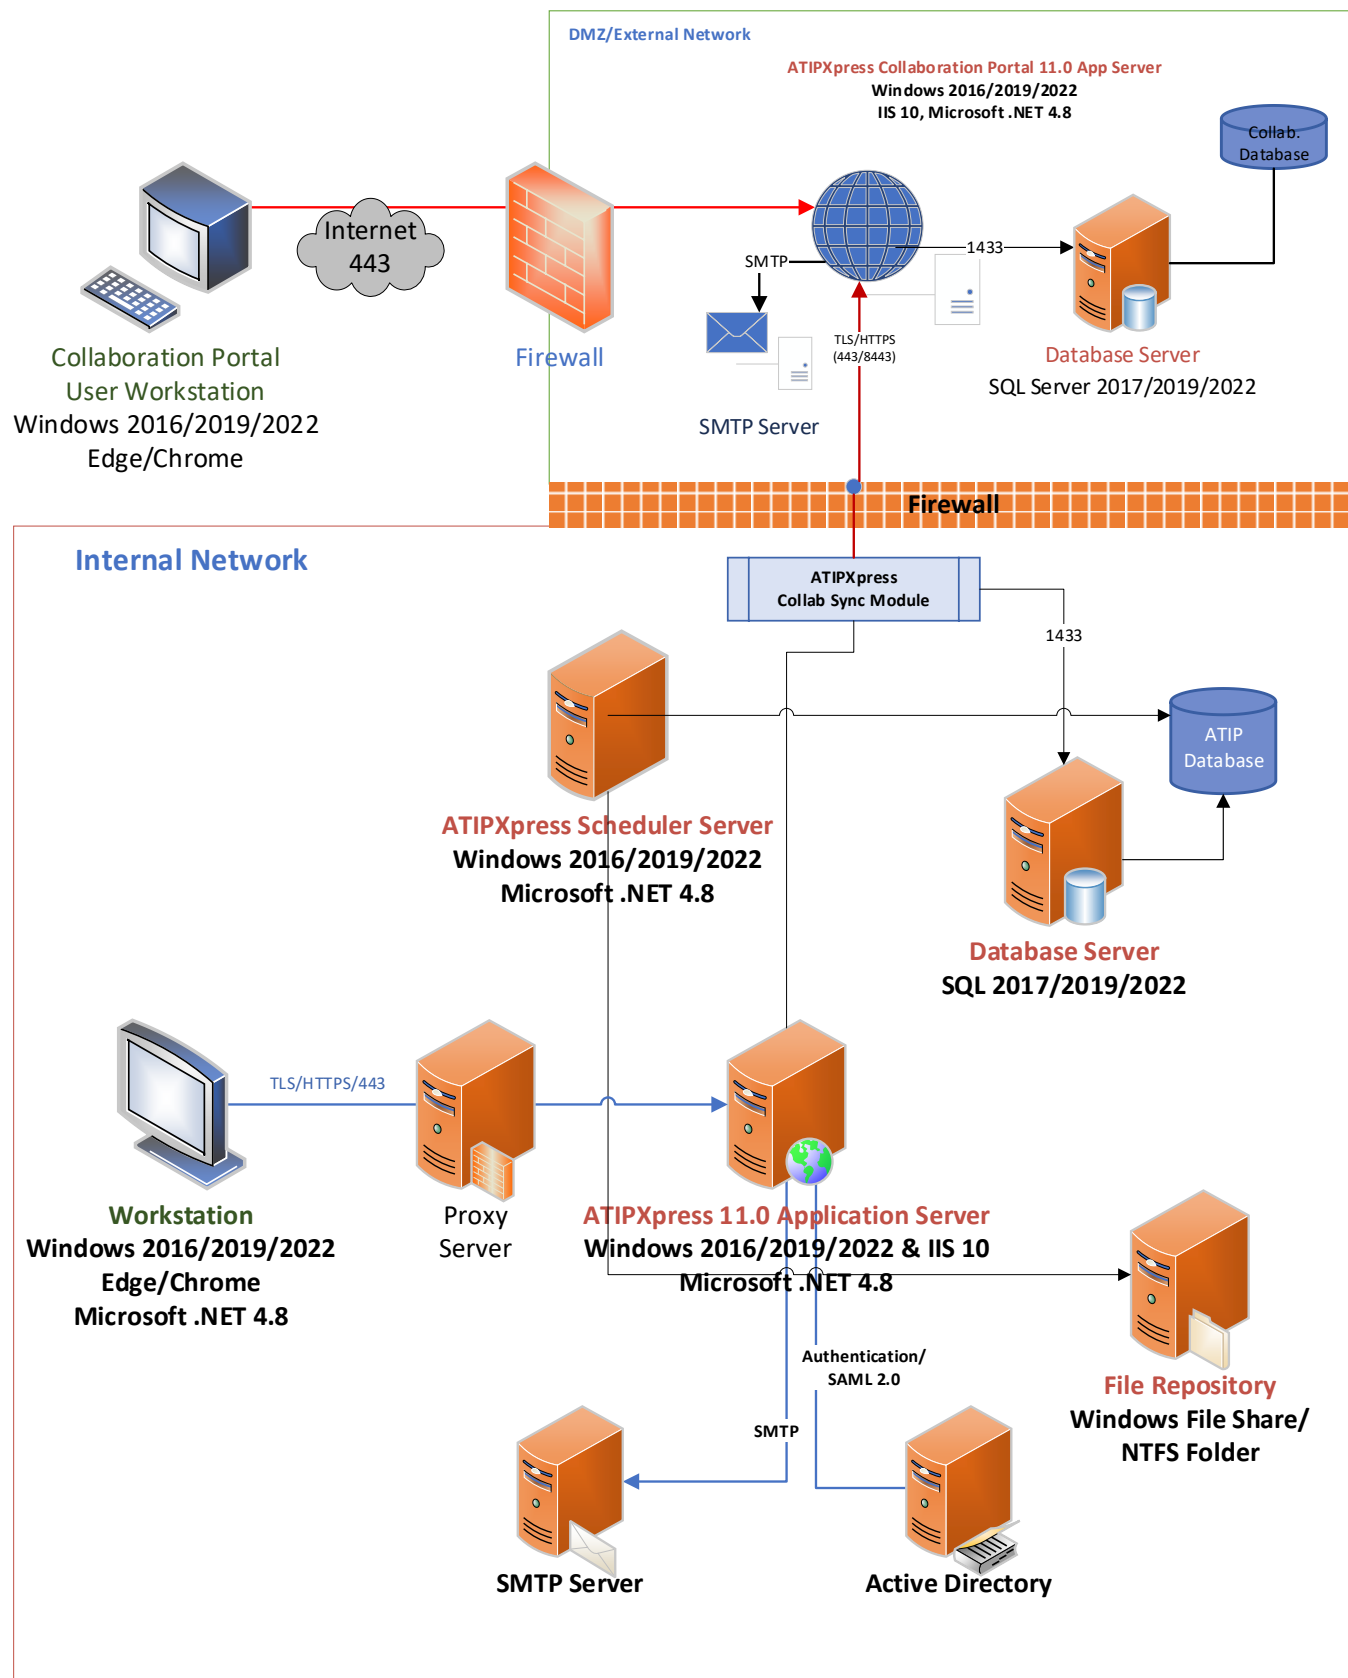 DMZ/External Network
ATIPXpress Collaboration Portal 11.0 App Server
Windows 2016/2019/2022
IIS 10, Microsoft .NET 4.8
Collab.
Database
Internet
443
1433
SMTP
TLS/HTTPS
(443/8443)
Collaboration Portal
User Workstation
Windows 2016/2019/2022
Edge/Chrome
Firewall
SMTP Server
Database Server
SQL Server 2017/2019/2022
Firewall
Internal Network
ATIPXpress
Collab Sync Module
1433
ATIP
Database
ATIPXpress Scheduler Server
Windows 2016/2019/2022
Microsoft .NET 4.8
Database Server
SQL 2017/2019/2022
TLS/HTTPS/443
Workstation
Windows 2016/2019/2022
Edge/Chrome
Microsoft .NET 4.8
Proxy
Server
ATIPXpress 11.0 Application Server
Windows 2016/2019/2022 & IIS 10
Microsoft .NET 4.8
Authentication/
SAML 2.0
SMTP
File Repository
Windows File Share/
NTFS Folder
SMTP Server
Active Directory